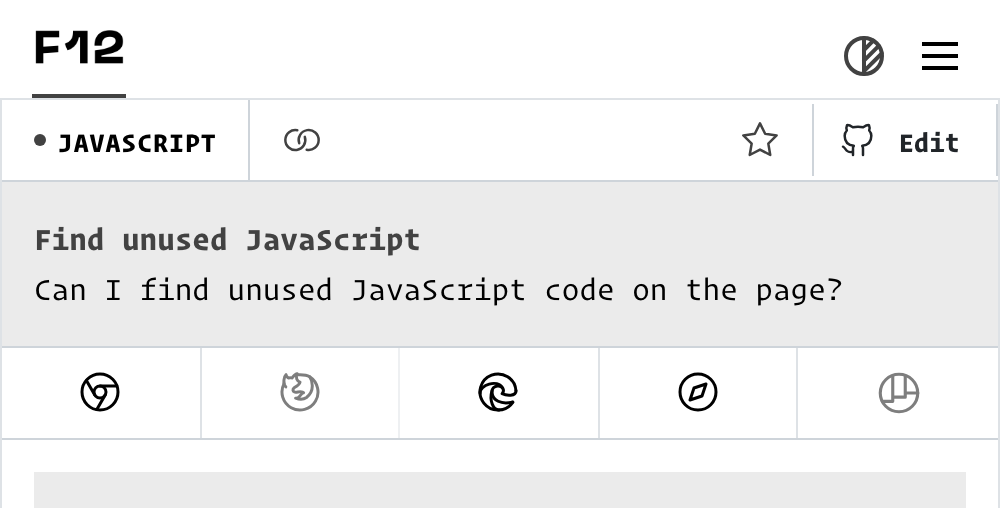 F12
JAVASCRIPT
Edit
Find unused JavaScript
Can I find unused JavaScript code on the page?